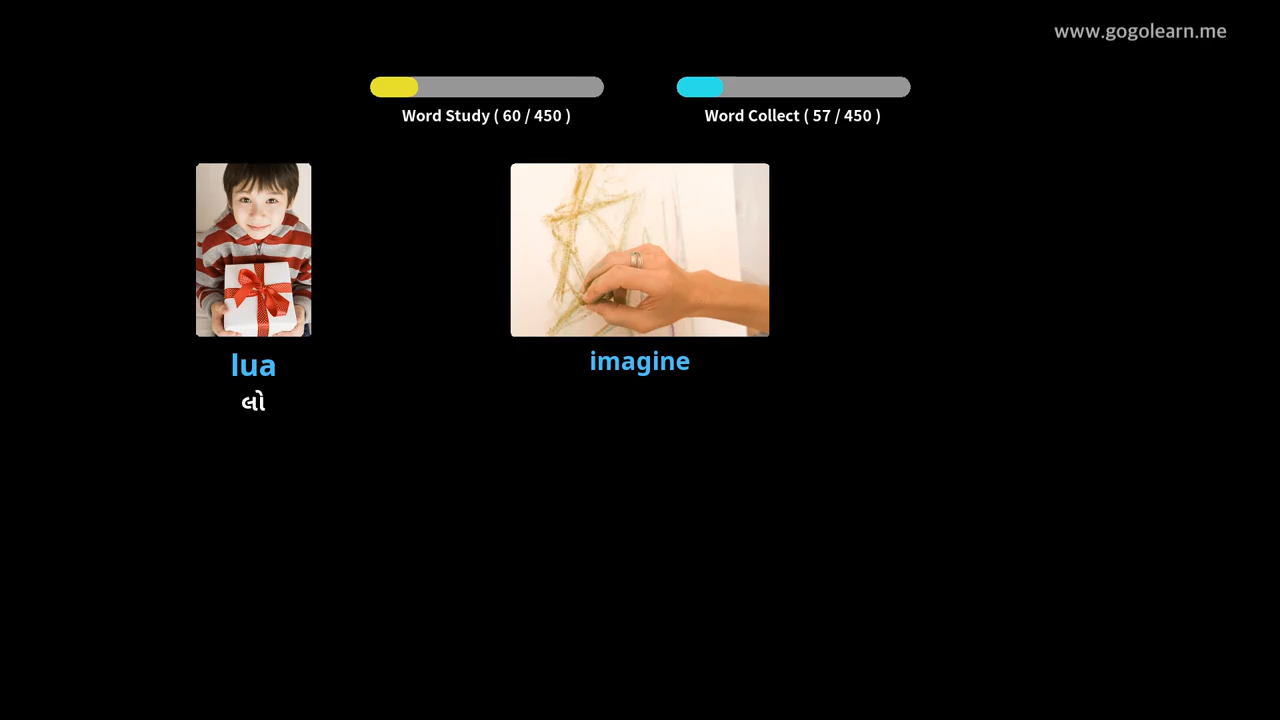 www.gogolearn.me
Word Study ( 60 / 450 )
Word Collect ( 57 / 450 )
lua
લો
imagine